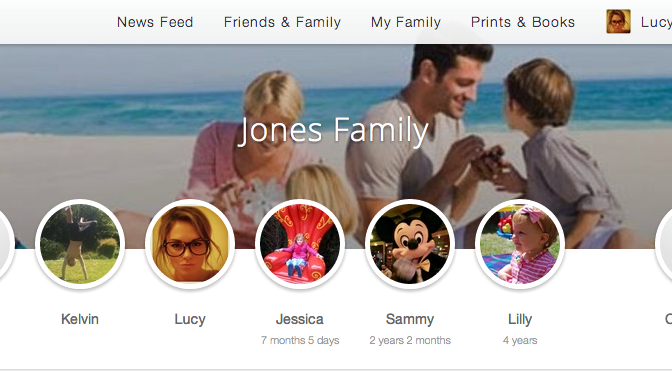 News Feed Friends & Family My Family Prints & Books Lucy
Jones Family
Kelvin Lucy Jessica Sammy Lilly
7 months 5 days 2 years 2 months 4 years